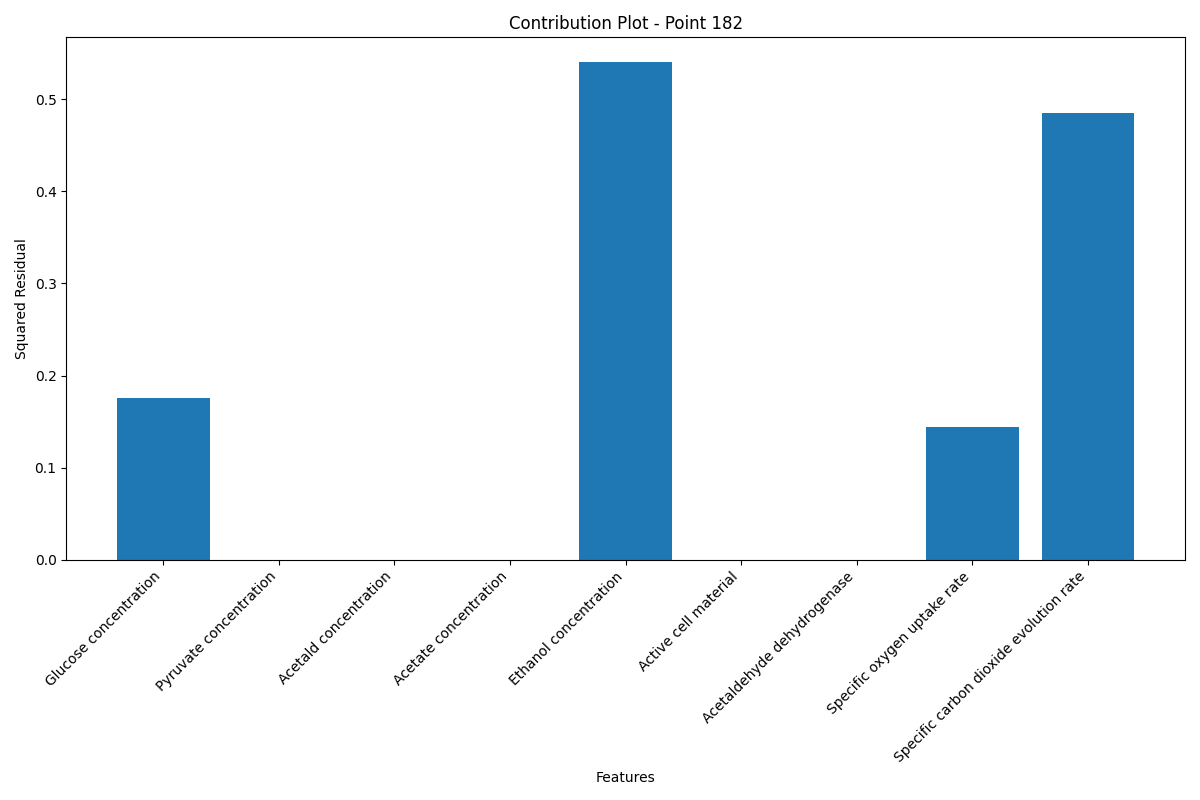 Contribution Plot - Point 182
Squared Residual
0.5
0.4
0.3
0.2
0.1
0.0
Glucose concentration
Pyruvate concentration
Acetald concentration
Acetate concentration
Ethanol concentration
Active cell material
Acetaldehyde dehydrogenase
Specific oxygen uptake rate
Specific carbon dioxide evolution rate
Features